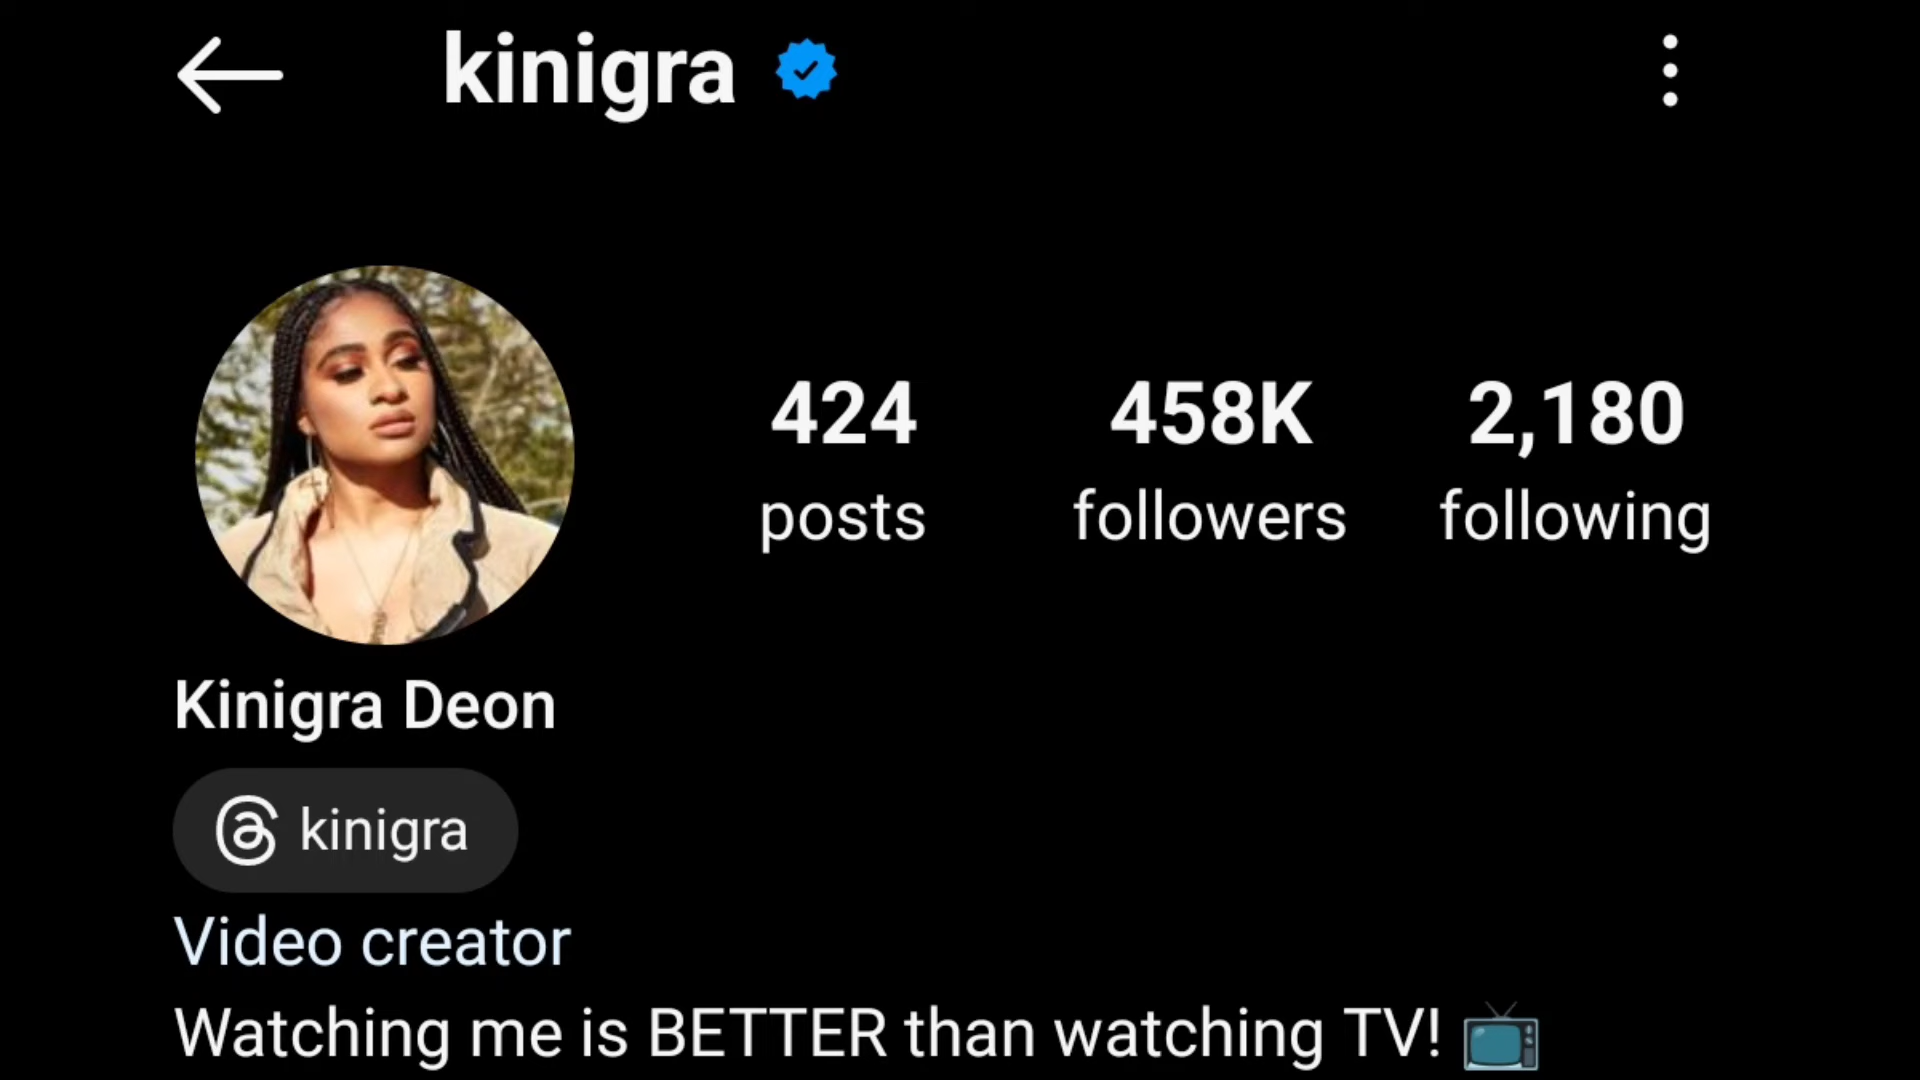 kinigra
424 458K 2,180
posts followers following
Kinigra Deon
kinigra
Video creator
Watching me is BETTER than watching TV! 📺